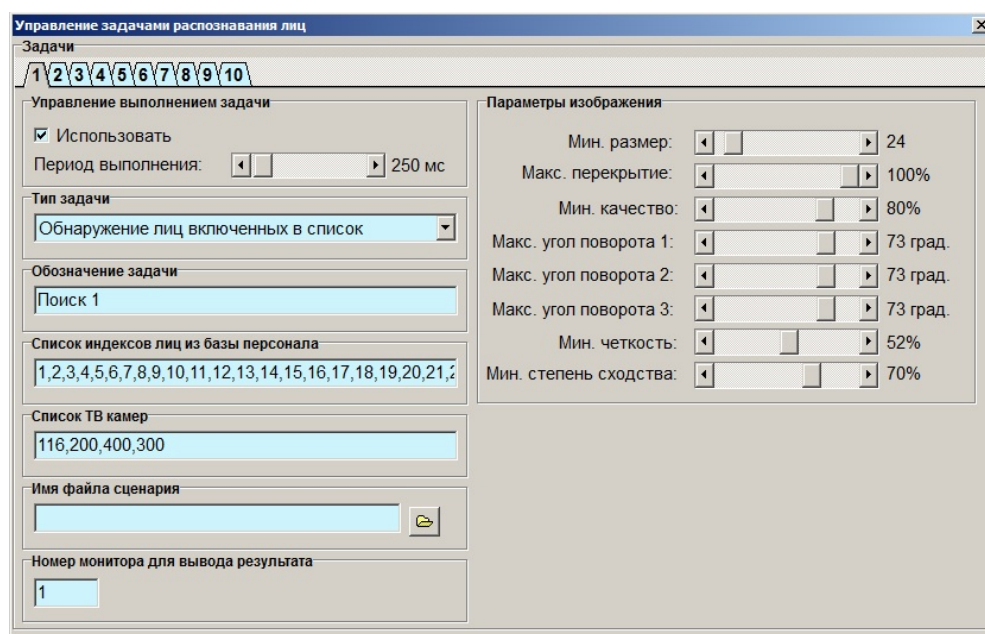 Управление задачами распознавания лиц
Задачи
1 2 3 4 5 6 7 8 9 10
Управление выполнением задачи
Использовать
Период выполнения: 250 мс
Тип задачи
Обнаружение лиц включенных в список
Обозначение задачи
Поиск 1
Список индексов лиц из базы персонала
1,2,3,4,5,6,7,8,9,10,11,12,13,14,15,16,17,18,19,20,21,2
Список ТВ камер
116,200,400,300
Имя файла сценария
Номер монитора для вывода результата
1
Параметры изображения
Мин. размер: 24
Макс. перекрытие: 100%
Мин. качество: 80%
Макс. угол поворота 1: 73 град.
Макс. угол поворота 2: 73 град.
Макс. угол поворота 3: 73 град.
Мин. четкость: 52%
Мин. степень сходства: 70%